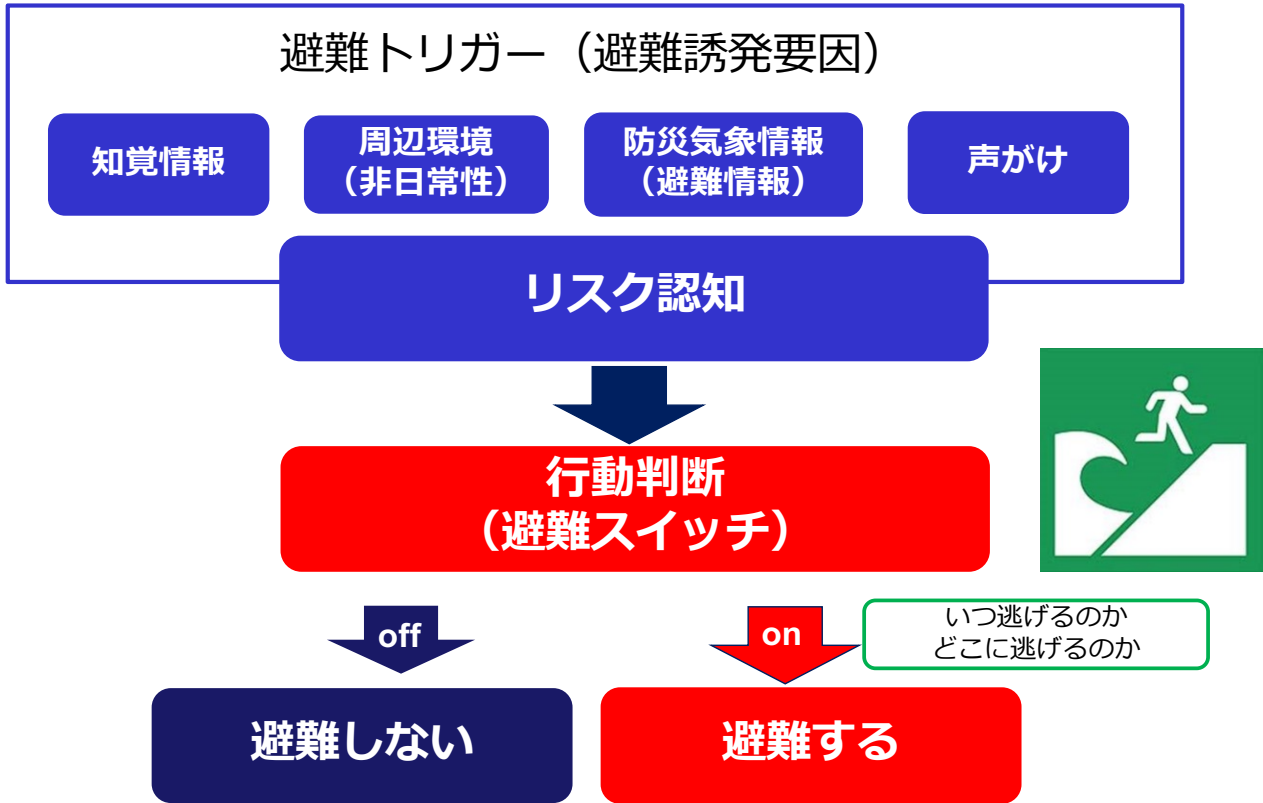 避難トリガー（避難誘発要因）
知覚情報
周辺環境
（非日常性）
防災気象情報
（避難情報）
声がけ
リスク認知
行動判断
（避難スイッチ）
off
on
いつ逃げるのか
どこに逃げるのか
避難しない
避難する